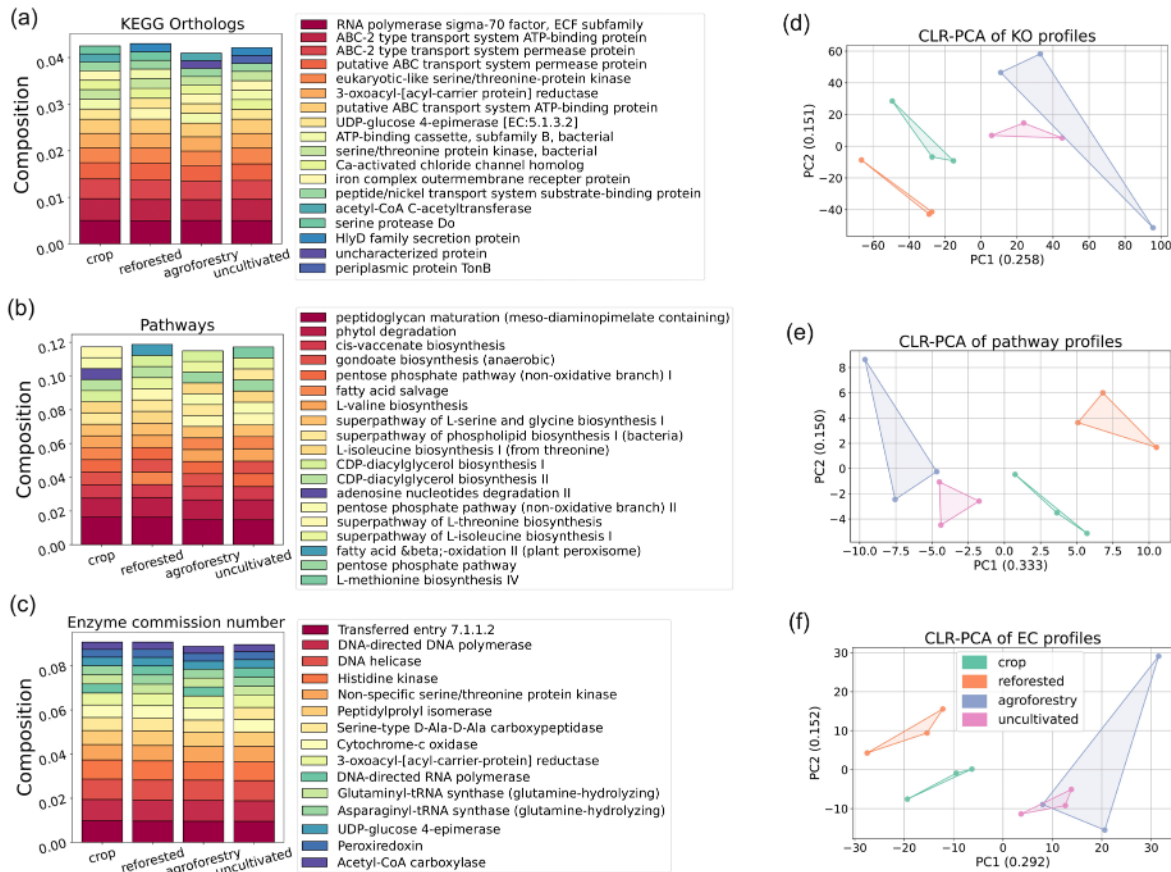 (a)
KEGG Orthologs
Composition
0.04
0.03
0.02
0.01
0.00
crop
reforested
agroforestry
uncultivated
RNA polymerase sigma-70 factor, ECF subfamily
ABC-2 type transport system ATP-binding protein
ABC-2 type transport system permease protein
putative ABC transport system permease protein
eukaryotic-like serine/threonine-protein kinase
3-oxoacyl-[acyl-carrier protein] reductase
putative ABC transport system ATP-binding protein
UDP-glucose 4-epimerase [EC:5.1.3.2]
ATP-binding cassette, subfamily B, bacterial
serine/threonine protein kinase, bacterial
Ca-activated chloride channel homolog
iron complex outermembrane recepter protein
peptide/nickel transport system substrate-binding protein
acetyl-CoA C-acetyltransferase
serine protease Do
HlyD family secretion protein
uncharacterized protein
periplasmic protein TonB
(d)
CLR-PCA of KO profiles
PC2 (0.151)
60
40
20
0
−20
−40
−60
−40
−20
0
20
40
60
80
100
PC1 (0.258)
(b)
Pathways
Composition
0.12
0.10
0.08
0.06
0.04
0.02
0.00
crop
reforested
agroforestry
uncultivated
peptidoglycan maturation (meso-diaminopimelate containing)
phytol degradation
cis-vaccenate biosynthesis
gondoate biosynthesis (anaerobic)
pentose phosphate pathway (non-oxidative branch) I
fatty acid salvage
L-valine biosynthesis
superpathway of L-serine and glycine biosynthesis I
superpathway of phospholipid biosynthesis I (bacteria)
L-isoleucine biosynthesis I (from threonine)
CDP-diacylglycerol biosynthesis I
CDP-diacylglycerol biosynthesis II
adenosine nucleotides degradation II
pentose phosphate pathway (non-oxidative branch) II
superpathway of L-threonine biosynthesis
superpathway of L-isoleucine biosynthesis I
fatty acid &beta;-oxidation II (plant peroxisome)
pentose phosphate pathway
L-methionine biosynthesis IV
(e)
CLR-PCA of pathway profiles
PC2 (0.150)
8
6
4
2
0
−2
−4
−10.0
−7.5
−5.0
−2.5
0.0
2.5
5.0
7.5
10.0
PC1 (0.333)
(c)
Enzyme commission number
Composition
0.08
0.06
0.04
0.02
0.00
crop
reforested
agroforestry
uncultivated
Transferred entry 7.1.1.2
DNA-directed DNA polymerase
DNA helicase
Histidine kinase
Non-specific serine/threonine protein kinase
Peptidylprolyl isomerase
Serine-type D-Ala-D-Ala carboxypeptidase
Cytochrome-c oxidase
3-oxoacyl-[acyl-carrier-protein] reductase
DNA-directed RNA polymerase
Glutaminyl-tRNA synthase (glutamine-hydrolyzing)
Asparaginyl-tRNA synthase (glutamine-hydrolyzing)
UDP-glucose 4-epimerase
Peroxiredoxin
Acetyl-CoA carboxylase
(f)
CLR-PCA of EC profiles
PC2 (0.152)
30
20
10
0
−10
−30
−20
−10
0
10
20
30
PC1 (0.292)
crop
reforested
agroforestry
uncultivated